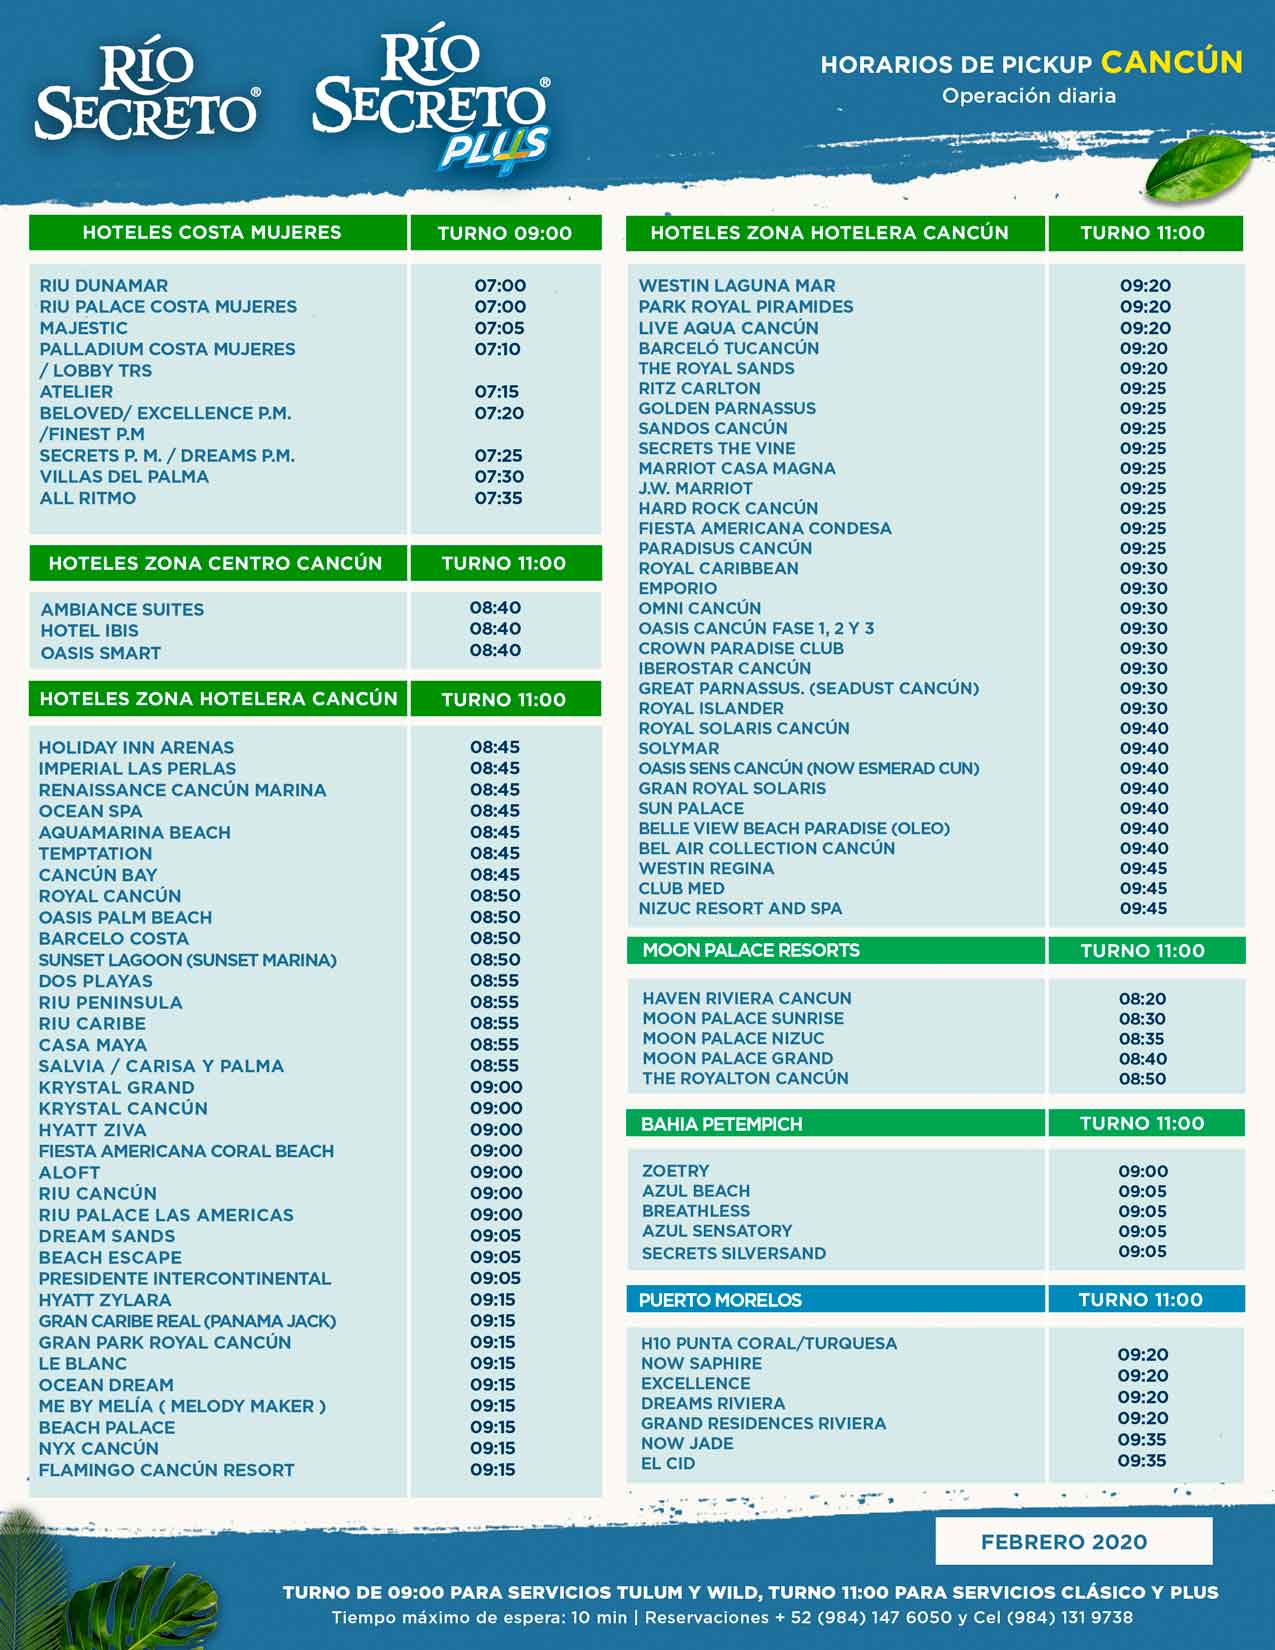 RÍO
SECRETO®
RÍO
SECRETO®
PLUS
HORARIOS DE PICKUP CANCÚN
Operación diaria
HOTELES COSTA MUJERES TURNO 09:00
RIU DUNAMAR 07:00
RIU PALACE COSTA MUJERES 07:00
MAJESTIC 07:05
PALLADIUM COSTA MUJERES 07:10
/ LOBBY TRS
ATELIER 07:15
BELOVED/ EXCELLENCE P.M. 07:20
/FINEST P.M
SECRETS P. M. / DREAMS P.M. 07:25
VILLAS DEL PALMA 07:30
ALL RITMO 07:35
HOTELES ZONA CENTRO CANCÚN TURNO 11:00
AMBIANCE SUITES 08:40
HOTEL IBIS 08:40
OASIS SMART 08:40
HOTELES ZONA HOTELERA CANCÚN TURNO 11:00
HOLIDAY INN ARENAS 08:45
IMPERIAL LAS PERLAS 08:45
RENAISSANCE CANCÚN MARINA 08:45
OCEAN SPA 08:45
AQUAMARINA BEACH 08:45
TEMPTATION 08:45
CANCÚN BAY 08:45
ROYAL CANCÚN 08:50
OASIS PALM BEACH 08:50
BARCELO COSTA 08:50
SUNSET LAGOON (SUNSET MARINA) 08:50
DOS PLAYAS 08:55
RIU PENINSULA 08:55
RIU CARIBE 08:55
CASA MAYA 08:55
SALVIA / CARISA Y PALMA 08:55
KRYSTAL GRAND 09:00
KRYSTAL CANCÚN 09:00
HYATT ZIVA 09:00
FIESTA AMERICANA CORAL BEACH 09:00
ALOFT 09:00
RIU CANCÚN 09:00
RIU PALACE LAS AMERICAS 09:00
DREAM SANDS 09:05
BEACH ESCAPE 09:05
PRESIDENTE INTERCONTINENTAL 09:05
HYATT ZYLARA 09:15
GRAN CARIBE REAL (PANAMA JACK) 09:15
GRAN PARK ROYAL CANCÚN 09:15
LE BLANC 09:15
OCEAN DREAM 09:15
ME BY MELÍA ( MELODY MAKER ) 09:15
BEACH PALACE 09:15
NYX CANCÚN 09:15
FLAMINGO CANCÚN RESORT 09:15
HOTELES ZONA HOTELERA CANCÚN TURNO 11:00
WESTIN LAGUNA MAR 09:20
PARK ROYAL PIRAMIDES 09:20
LIVE AQUA CANCÚN 09:20
BARCELÓ TUCANCÚN 09:20
THE ROYAL SANDS 09:20
RITZ CARLTON 09:25
GOLDEN PARNASSUS 09:25
SANDOS CANCÚN 09:25
SECRETS THE VINE 09:25
MARRIOT CASA MAGNA 09:25
J.W. MARRIOT 09:25
HARD ROCK CANCÚN 09:25
FIESTA AMERICANA CONDESA 09:25
PARADISUS CANCÚN 09:25
ROYAL CARIBBEAN 09:30
EMPORIO 09:30
OMNI CANCÚN 09:30
OASIS CANCÚN FASE 1, 2 Y 3 09:30
CROWN PARADISE CLUB 09:30
IBEROSTAR CANCÚN 09:30
GREAT PARNASSUS. (SEADUST CANCÚN) 09:30
ROYAL ISLANDER 09:30
ROYAL SOLARIS CANCÚN 09:40
SOLYMAR 09:40
OASIS SENS CANCÚN (NOW ESMERAD CUN) 09:40
GRAN ROYAL SOLARIS 09:40
SUN PALACE 09:40
BELLE VIEW BEACH PARADISE (OLEO) 09:40
BEL AIR COLLECTION CANCÚN 09:40
WESTIN REGINA 09:45
CLUB MED 09:45
NIZUC RESORT AND SPA 09:45
MOON PALACE RESORTS TURNO 11:00
HAVEN RIVIERA CANCUN 08:20
MOON PALACE SUNRISE 08:30
MOON PALACE NIZUC 08:35
MOON PALACE GRAND 08:40
THE ROYALTON CANCÚN 08:50
BAHIA PETEMPICH TURNO 11:00
ZOETRY 09:00
AZUL BEACH 09:05
BREATHLESS 09:05
AZUL SENSATORY 09:05
SECRETS SILVERSAND 09:05
PUERTO MORELOS TURNO 11:00
H10 PUNTA CORAL/TURQUESA
NOW SAPHIRE
EXCELLENCE
DREAMS RIVIERA
GRAND RESIDENCES RIVIERA
NOW JADE
EL CID
09:20
09:20
09:20
09:20
09:35
09:35
FEBRERO 2020
TURNO DE 09:00 PARA SERVICIOS TULUM Y WILD, TURNO 11:00 PARA SERVICIOS CLÁSICO Y PLUS
Tiempo máximo de espera: 10 min | Reservaciones + 52 (984) 147 6050 y Cel (984) 131 9738